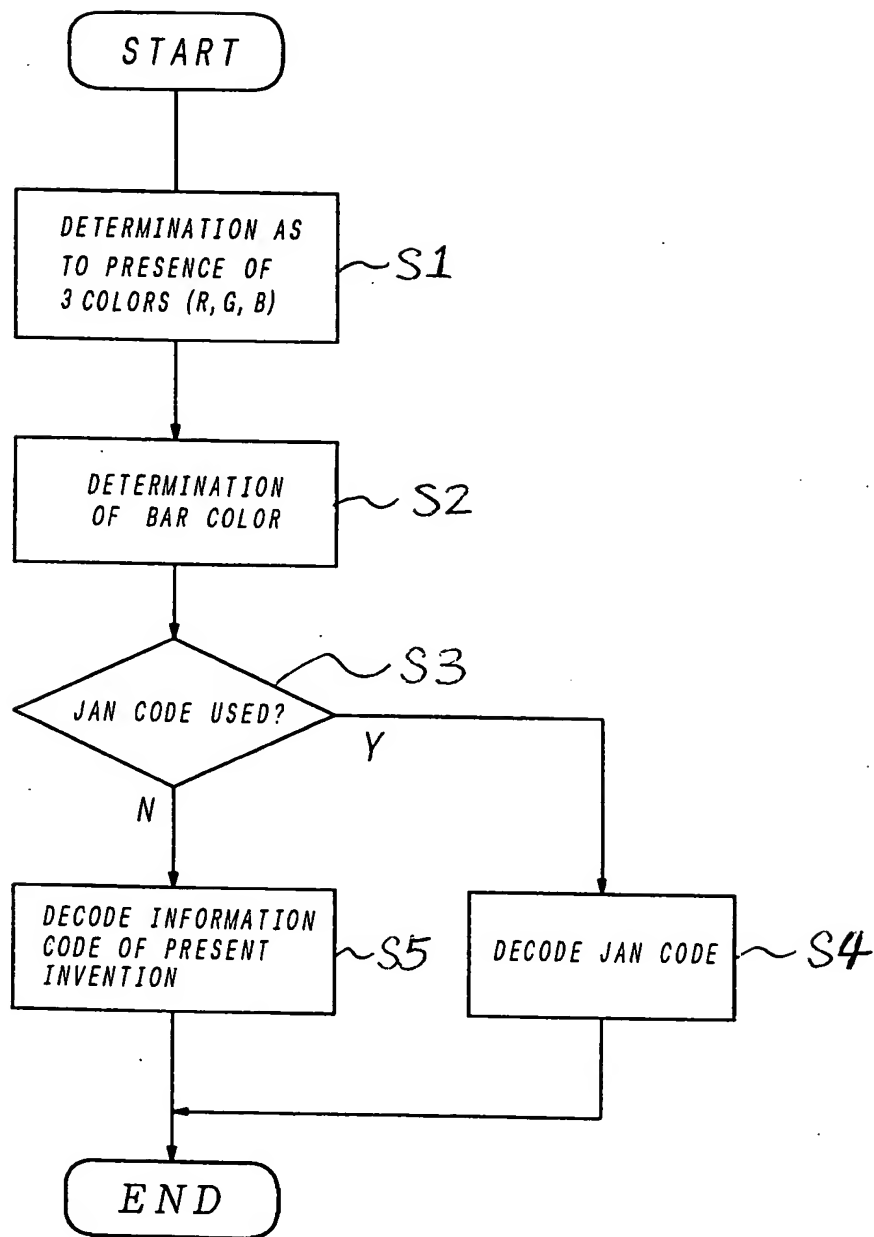 START
DETERMINATION AS
TO PRESENCE OF
3 COLORS (R, G, B)
S1
DETERMINATION
OF BAR COLOR
S2
JAN CODE USED?
S3
Y
N
DECODE INFORMATION
CODE OF PRESENT
INVENTION
S5
DECODE JAN CODE
S4
END